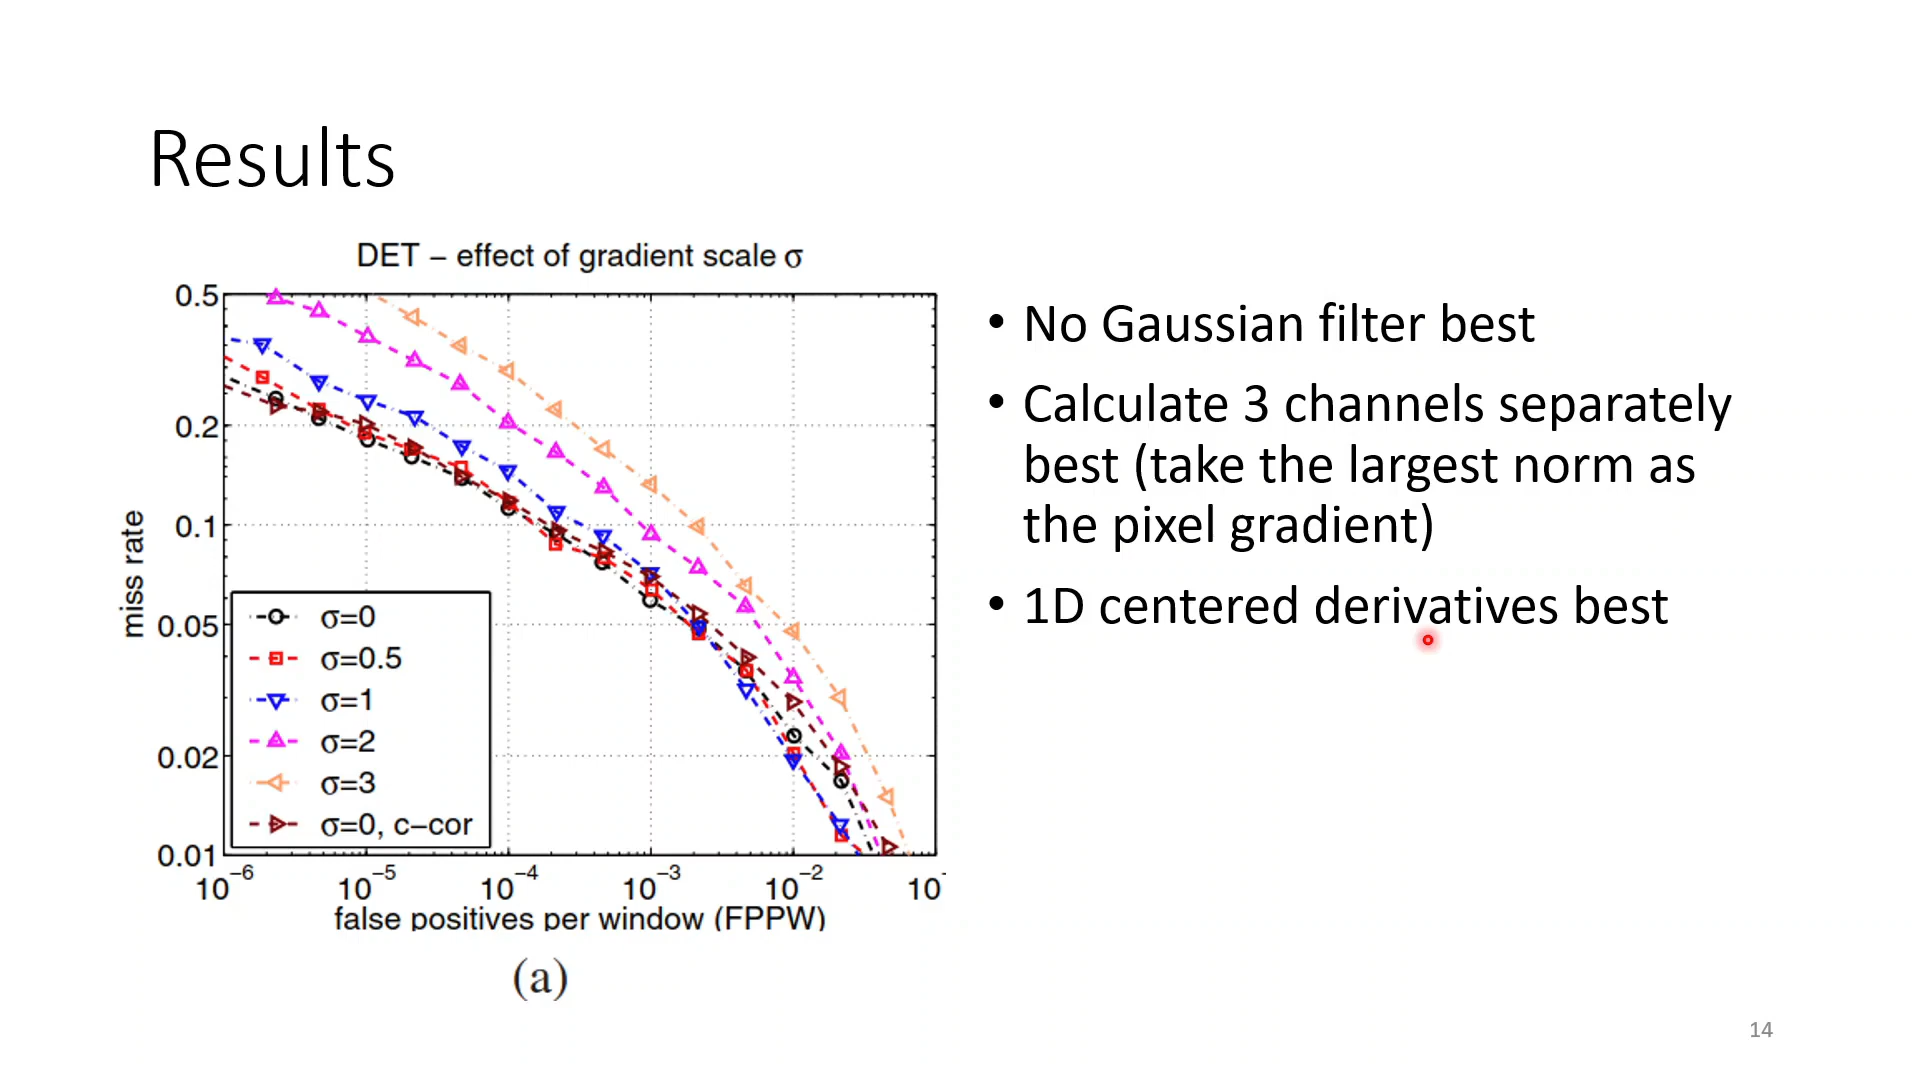 Results
DET – effect of gradient scale σ
0.5
0.2
0.1
0.05
0.02
0.01
miss rate
σ=0
σ=0.5
σ=1
σ=2
σ=3
σ=0, c–cor
10⁻⁶ 10⁻⁵ 10⁻⁴ 10⁻³ 10⁻² 10⁻
false positives per window (FPPW)
(a)
• No Gaussian filter best
• Calculate 3 channels separately
best (take the largest norm as
the pixel gradient)
• 1D centered derivatives best
14